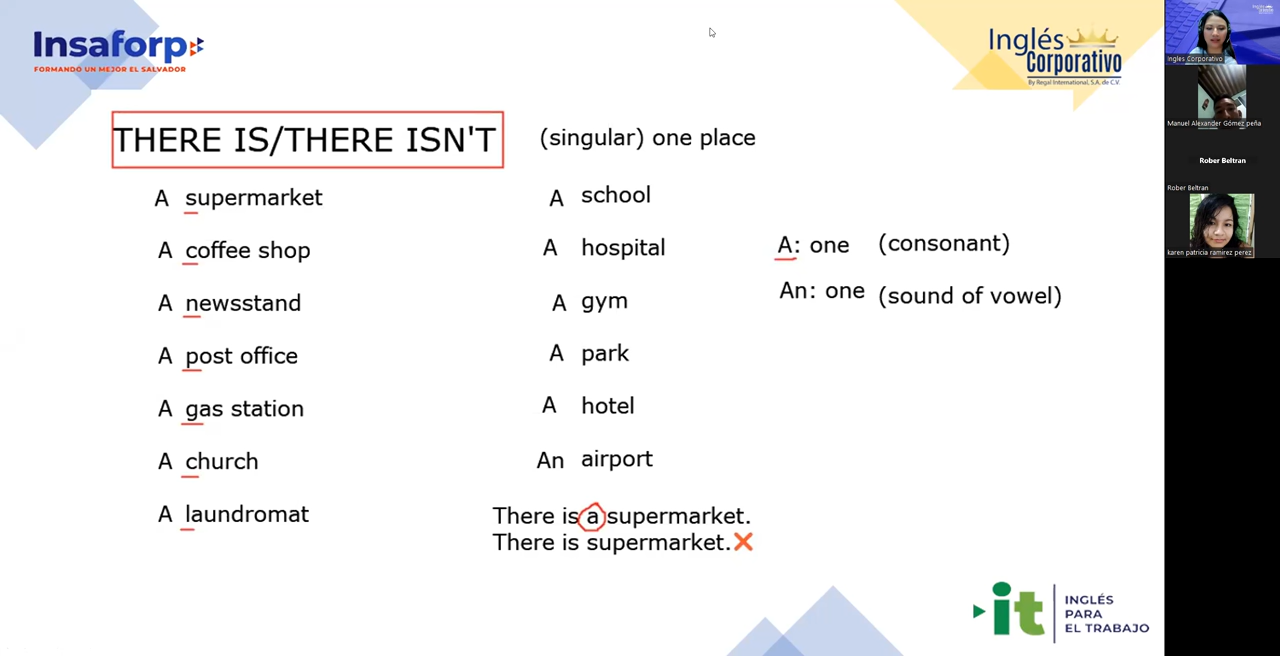 Insaforp
FORMANDO UN MEJOR EL SALVADOR
Inglés
Corporativo
By Regal International, S.A. de C.V.
THERE IS/THERE ISN'T (singular) one place
A supermarket
A coffee shop
A newsstand
A post office
A gas station
A church
A laundromat
A school
A hospital
A gym
A park
A hotel
An airport
A: one (consonant)
An: one (sound of vowel)
There is a supermarket.
There is supermarket.
it
INGLÉS
PARA
EL TRABAJO
Ingles Corporativo
Manuel Alexander Gómez peña
Rober Beltran
Rober Beltran
karen patricia ramirez perez